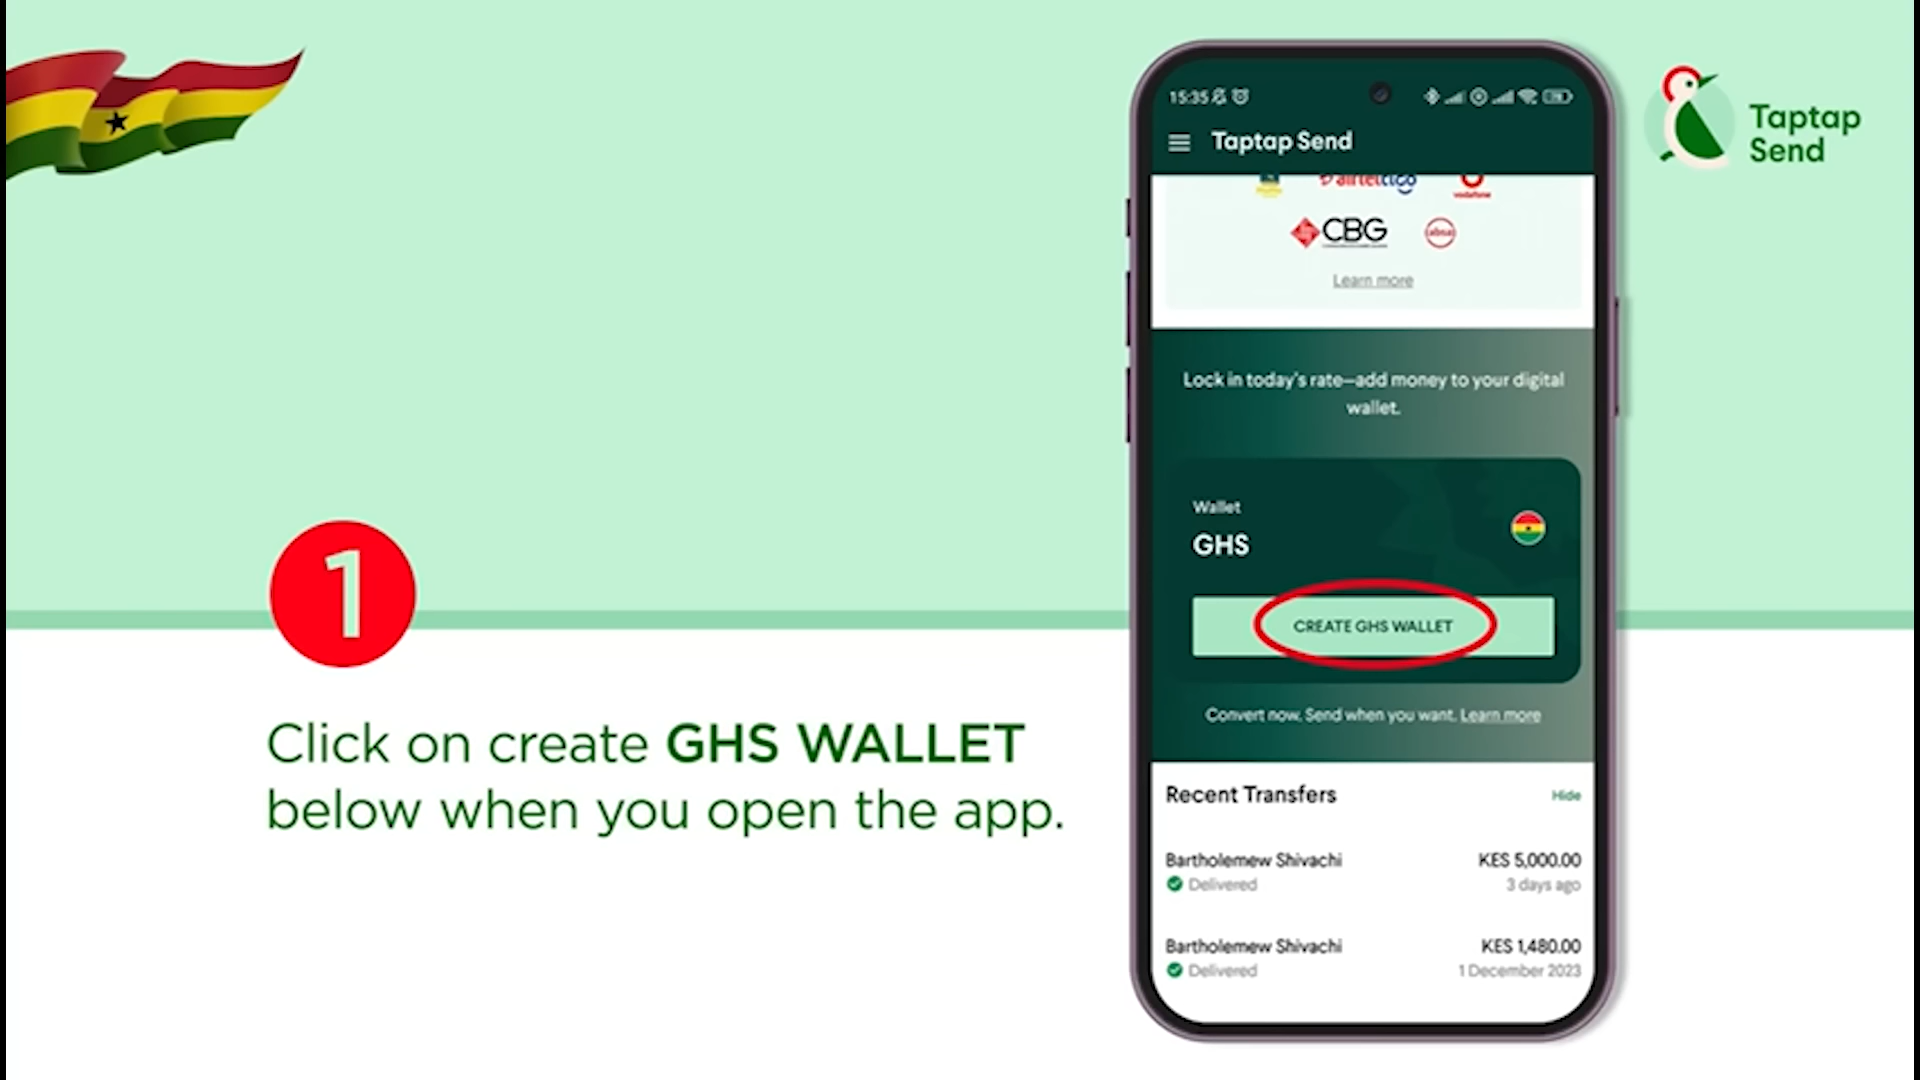 1
Click on create GHS WALLET
below when you open the app.
15:35
Taptap Send
airteltigo
vodafone
CBG
absa
Learn more
Lock in today's rate—add money to your digital
wallet.
Wallet
GHS
CREATE GHS WALLET
Convert now. Send when you want. Learn more
Recent Transfers
Hide
Bartholemew Shivachi
KES 5,000.00
Delivered
3 days ago
Bartholemew Shivachi
KES 1,480.00
Delivered
1 December 2023
Taptap
Send